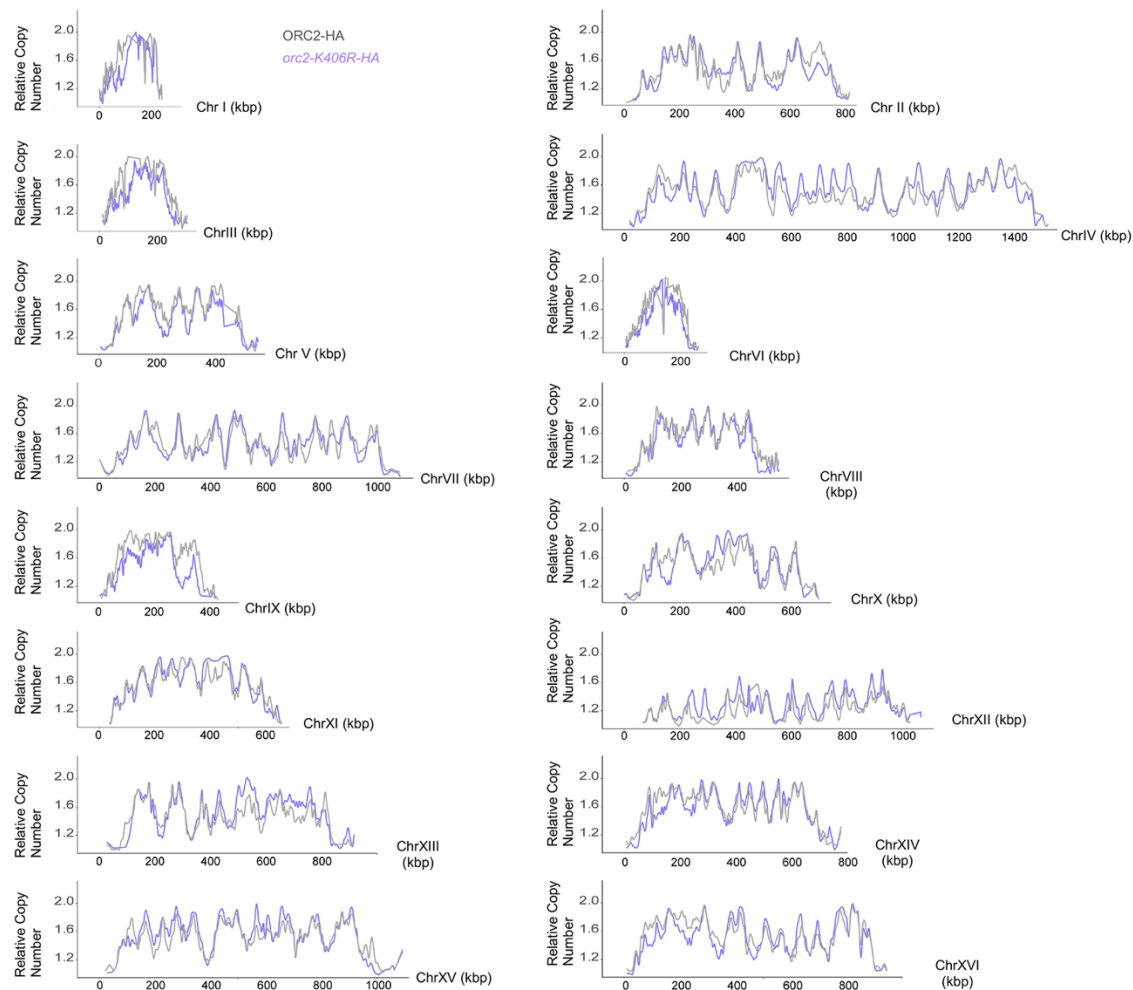 Relative Copy
Number
2.0
1.6
1.2
0
200
Chr I (kbp)
ORC2-HA
orc2-K406R-HA
Relative Copy
Number
2.0
1.6
1.2
0 200 400 600 800
Chr II (kbp)
Relative Copy
Number
2.0
1.6
1.2
0 200
ChrIII (kbp)
Relative Copy
Number
2.0
1.6
1.2
0 200 400 600 800 1000 1200 1400
ChrIV (kbp)
Relative Copy
Number
2.0
1.6
1.2
0 200 400
Chr V (kbp)
Relative Copy
Number
2.0
1.6
1.2
0 200
ChrVI (kbp)
Relative Copy
Number
2.0
1.6
1.2
0 200 400 600 800 1000
ChrVII (kbp)
Relative Copy
Number
2.0
1.6
1.2
0 200 400
ChrVIII
(kbp)
Relative Copy
Number
2.0
1.6
1.2
0 200 400
ChrIX (kbp)
Relative Copy
Number
2.0
1.6
1.2
0 200 400 600
ChrX (kbp)
Relative Copy
Number
2.0
1.6
1.2
0 200 400 600
ChrXI (kbp)
Relative Copy
Number
2.0
1.6
1.2
0 200 400 600 800 1000
ChrXII (kbp)
Relative Copy
Number
2.0
1.6
1.2
0 200 400 600 800
ChrXIII
(kbp)
Relative Copy
Number
2.0
1.6
1.2
0 200 400 600 800
ChrXIV
(kbp)
Relative Copy
Number
2.0
1.6
1.2
0 200 400 600 800 1000
ChrXV (kbp)
Relative Copy
Number
2.0
1.6
1.2
0 200 400 600 800
ChrXVI
(kbp)